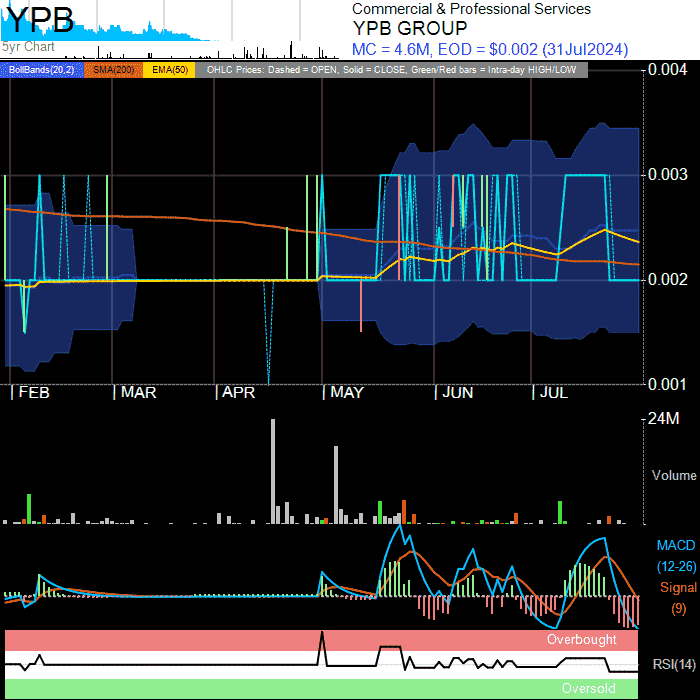 YPB
5yr Chart
Commercial & Professional Services
YPB GROUP
MC = 4.6M, EOD = $0.002 (31Jul2024)
BollBands(20,2) SMA(200) EMA(50) OHLC Prices: Dashed = OPEN, Solid = CLOSE, Green/Red bars = Intra-day HIGH/LOW
0.004
0.003
0.002
0.001
FEB MAR APR MAY JUN JUL
24M
Volume
MACD
(12-26)
Signal
(9)
Overbought
RSI(14)
Oversold